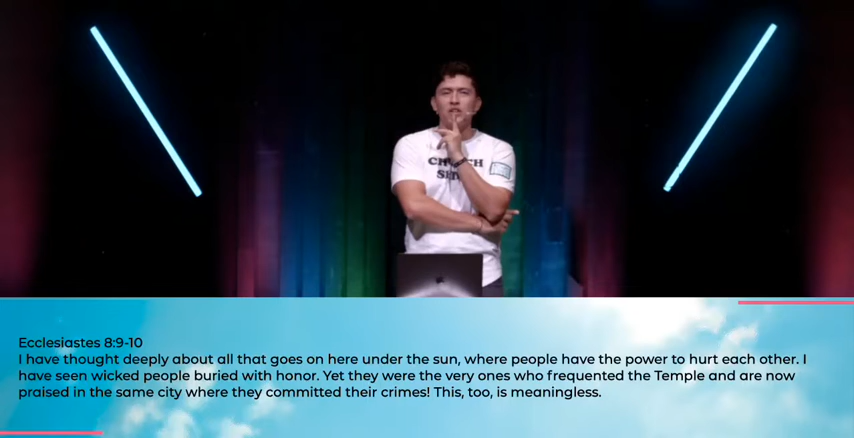 Ecclesiastes 8:9-10
I have thought deeply about all that goes on here under the sun, where people have the power to hurt each other. I
have seen wicked people buried with honor. Yet they were the very ones who frequented the Temple and are now
praised in the same city where they committed their crimes! This, too, is meaningless.